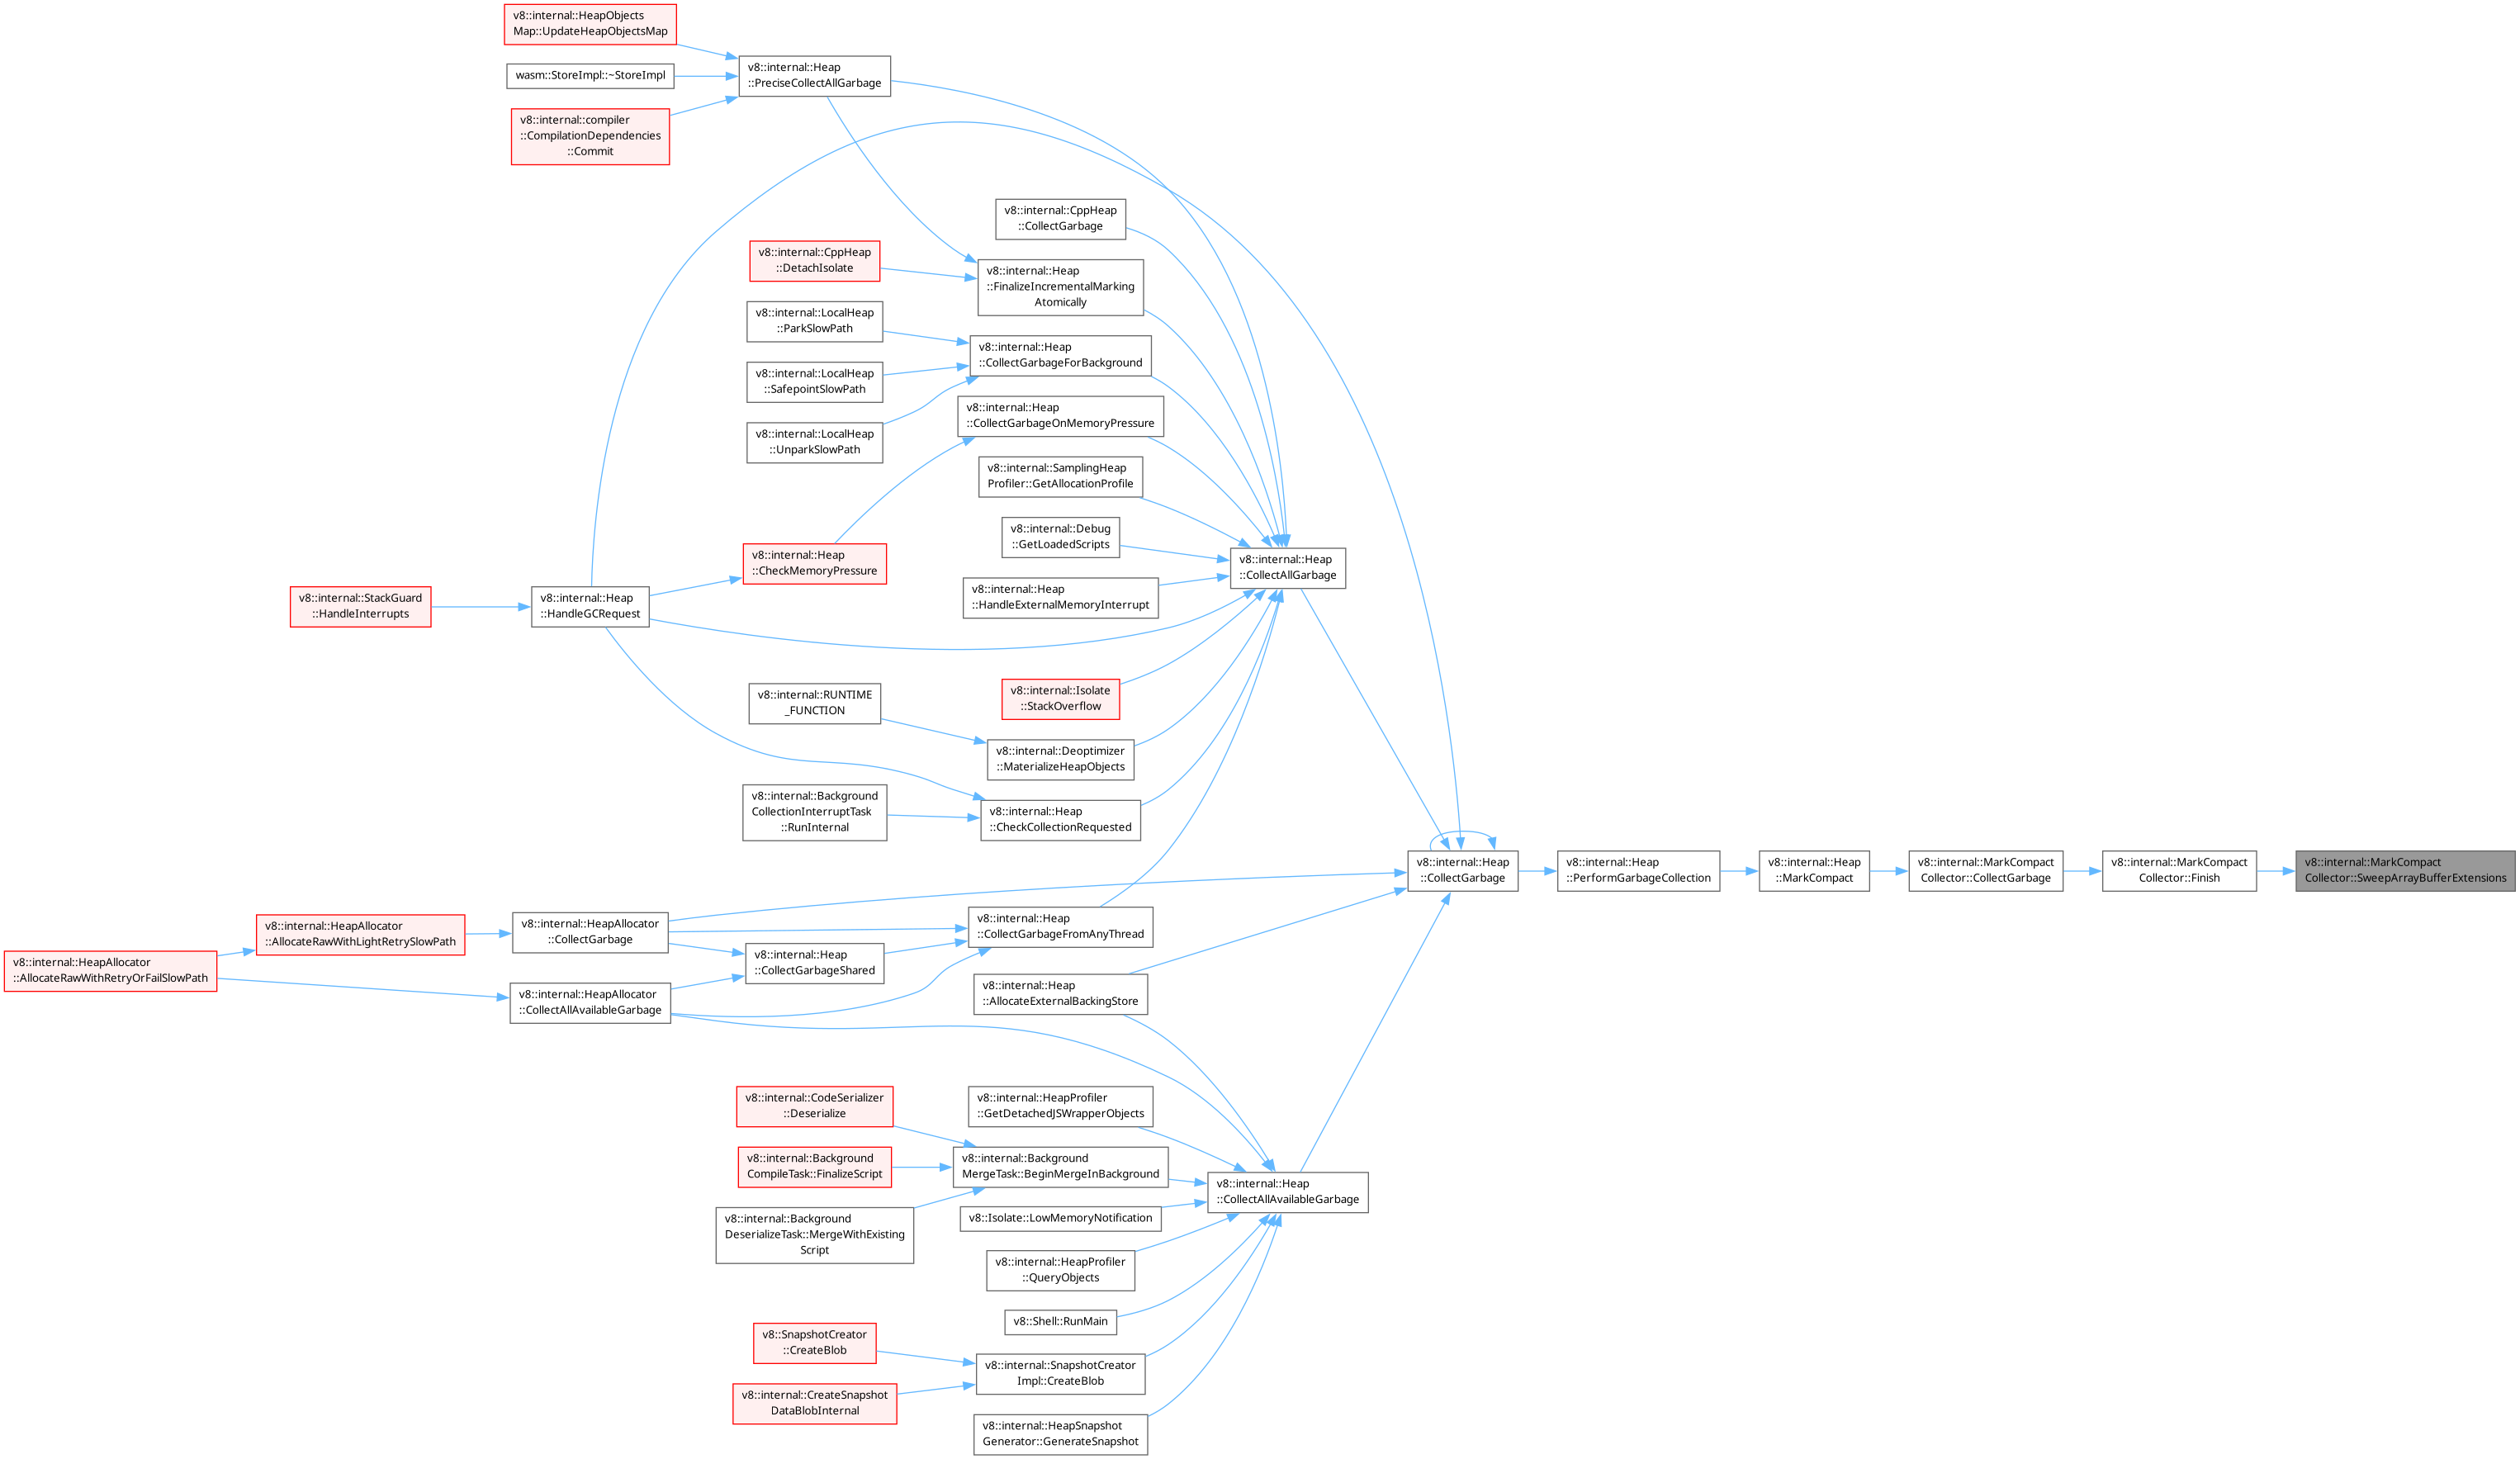 v8::internal::HeapObjects
Map::UpdateHeapObjectsMap
wasm::StoreImpl::~StoreImpl
v8::internal::compiler
::CompilationDependencies
::Commit
v8::internal::Heap
::PreciseCollectAllGarbage
v8::internal::CppHeap
::CollectGarbage
v8::internal::CppHeap
::DetachIsolate
v8::internal::Heap
::FinalizeIncrementalMarking
Atomically
v8::internal::LocalHeap
::ParkSlowPath
v8::internal::Heap
::CollectGarbageForBackground
v8::internal::LocalHeap
::SafepointSlowPath
v8::internal::LocalHeap
::UnparkSlowPath
v8::internal::Heap
::CollectGarbageOnMemoryPressure
v8::internal::SamplingHeap
Profiler::GetAllocationProfile
v8::internal::Debug
::GetLoadedScripts
v8::internal::Heap
::CheckMemoryPressure
v8::internal::Heap
::CollectAllGarbage
v8::internal::StackGuard
::HandleInterrupts
v8::internal::Heap
::HandleGCRequest
v8::internal::Heap
::HandleExternalMemoryInterrupt
v8::internal::Isolate
::StackOverflow
v8::internal::RUNTIME
_FUNCTION
v8::internal::Deoptimizer
::MaterializeHeapObjects
v8::internal::Background
CollectionInterruptTask
::RunInternal
v8::internal::Heap
::CheckCollectionRequested
v8::internal::Heap
::CollectGarbage
v8::internal::Heap
::PerformGarbageCollection
v8::internal::Heap
::MarkCompact
v8::internal::MarkCompact
Collector::CollectGarbage
v8::internal::MarkCompact
Collector::Finish
v8::internal::MarkCompact
Collector::SweepArrayBufferExtensions
v8::internal::HeapAllocator
::AllocateRawWithLightRetrySlowPath
v8::internal::HeapAllocator
::CollectGarbage
v8::internal::Heap
::CollectGarbageFromAnyThread
v8::internal::HeapAllocator
::AllocateRawWithRetryOrFailSlowPath
v8::internal::Heap
::CollectGarbageShared
v8::internal::HeapAllocator
::CollectAllAvailableGarbage
v8::internal::Heap
::AllocateExternalBackingStore
v8::internal::CodeSerializer
::Deserialize
v8::internal::HeapProfiler
::GetDetachedJSWrapperObjects
v8::internal::Background
CompileTask::FinalizeScript
v8::internal::Background
MergeTask::BeginMergeInBackground
v8::internal::Heap
::CollectAllAvailableGarbage
v8::internal::Background
DeserializeTask::MergeWithExisting
Script
v8::Isolate::LowMemoryNotification
v8::internal::HeapProfiler
::QueryObjects
v8::Shell::RunMain
v8::SnapshotCreator
::CreateBlob
v8::internal::SnapshotCreator
Impl::CreateBlob
v8::internal::CreateSnapshot
DataBlobInternal
v8::internal::HeapSnapshot
Generator::GenerateSnapshot